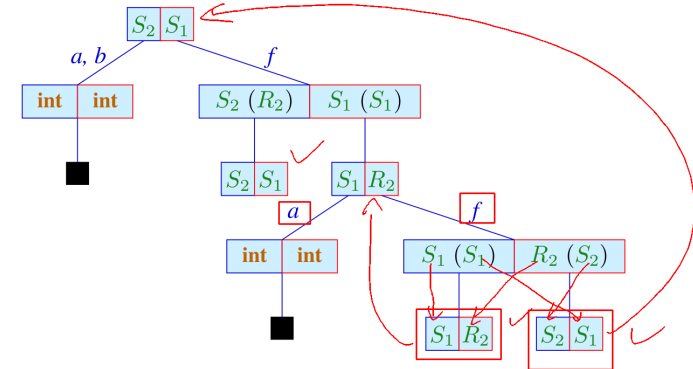 S₂ S₁
a, b f
int int S₂ (R₂) S₁ (S₁)
S₂ S₁ S₁ R₂
a f
int int S₁ (S₁) R₂ (S₂)
S₁ R₂ S₂ S₁